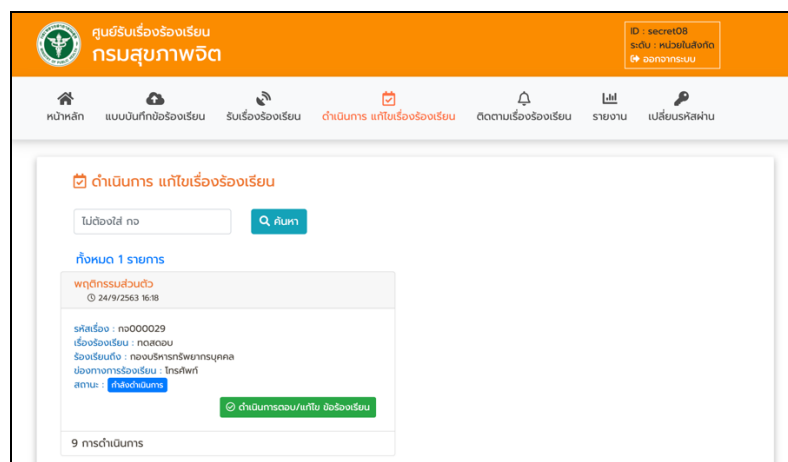 ศูนย์รับเรื่องร้องเรียน
กรมสุขภาพจิต
ID : secret08
ระดับ : หน่วยในสังกัด
ออกจากระบบ
หน้าหลัก แบบบันทึกข้อร้องเรียน รับเรื่องร้องเรียน ดำเนินการ แก้ไขเรื่องร้องเรียน ติดตามเรื่องร้องเรียน รายงาน เปลี่ยนรหัสผ่าน
ดำเนินการ แก้ไขเรื่องร้องเรียน
ไม่ต้องใส่ กจ ค้นหา
ทั้งหมด 1 รายการ
พฤติกรรมส่วนตัว
24/9/2563 16:18
รหัสเรื่อง : กจ000029
เรื่องร้องเรียน : ทดสอบ
ร้องเรียนถึง : กองบริหารทรัพยากรบุคคล
ช่องทางการร้องเรียน : โทรศัพท์
สถานะ : กำลังดำเนินการ
ดำเนินการตอบ/แก้ไข ข้อร้องเรียน
9 การดำเนินการ